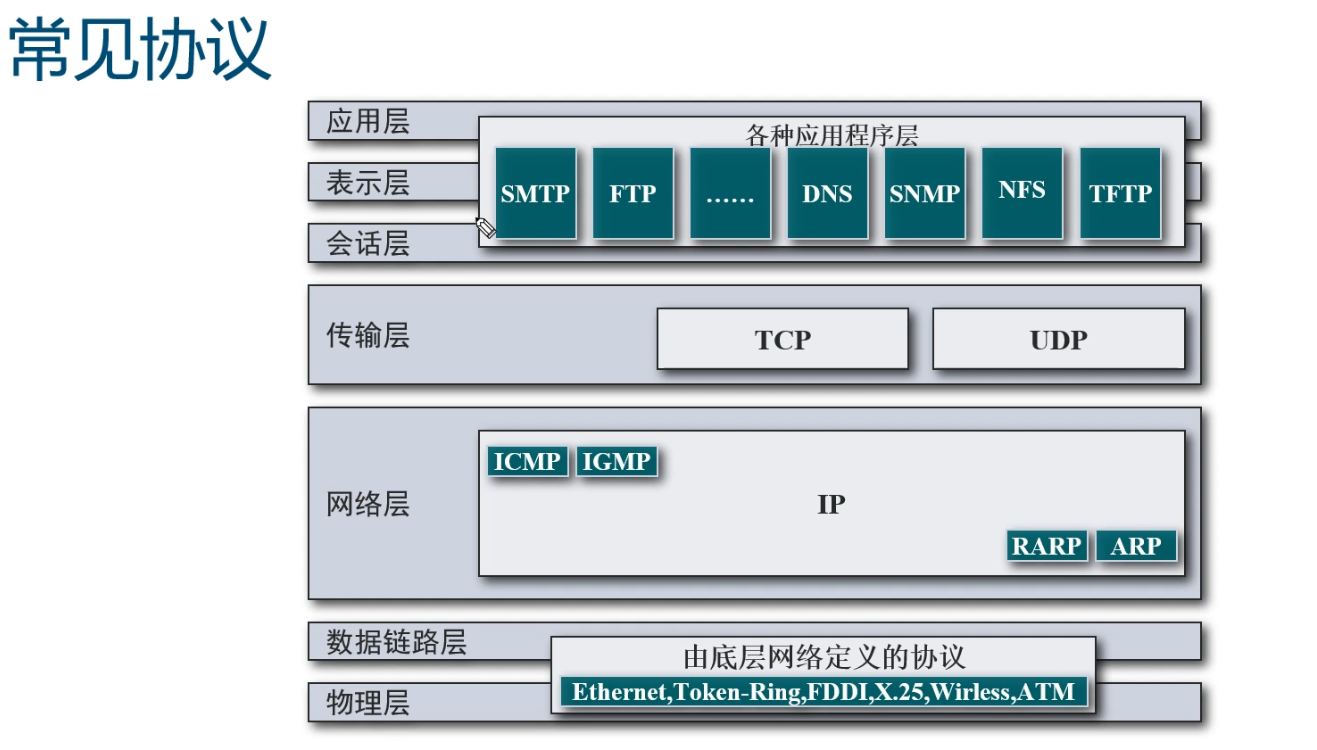 常见协议
应用层
各种应用程序层
表示层
SMTP FTP …… DNS SNMP NFS TFTP
会话层
传输层
TCP UDP
ICMP IGMP
网络层
IP
RARP ARP
数据链路层
由底层网络定义的协议
Ethernet,Token-Ring,FDDI,X.25,Wirless,ATM
物理层